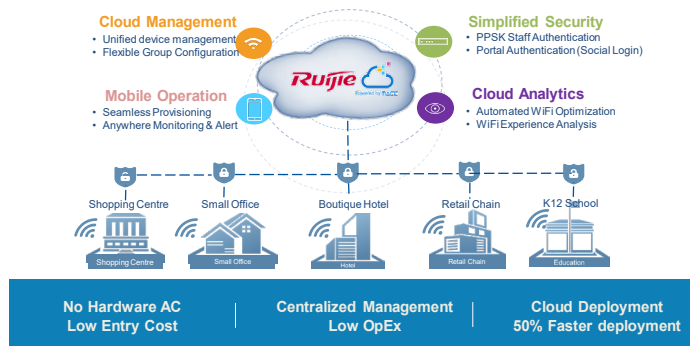 Cloud Management
• Unified device management
• Flexible Group Configuration
Simplified Security
• PPSK Staff Authentication
• Portal Authentication (Social Login)
Ruijie
Powered by MACC
Mobile Operation
• Seamless Provisioning
• Anywhere Monitoring & Alert
Cloud Analytics
• Automated WiFi Optimization
• WiFi Experience Analysis
Shopping Centre
Small Office
Boutique Hotel
Retail Chain
K12 School
Shopping Centre
Small Office
Hotel
Retail Chain
Education
No Hardware AC
Low Entry Cost
Centralized Management
Low OpEx
Cloud Deployment
50% Faster deployment